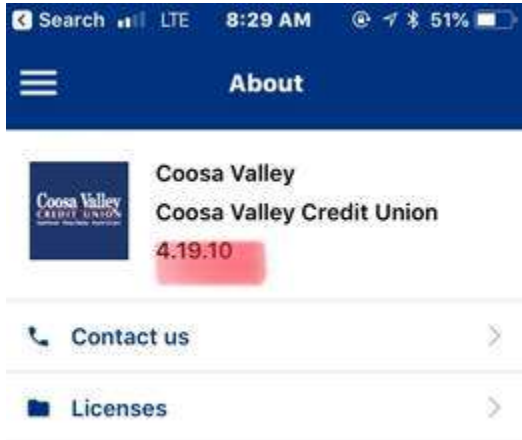 Search LTE 8:29 AM 51%
About
Coosa Valley
CREDIT UNION
Coosa Valley
Coosa Valley Credit Union
4.19.10
Contact us
Licenses